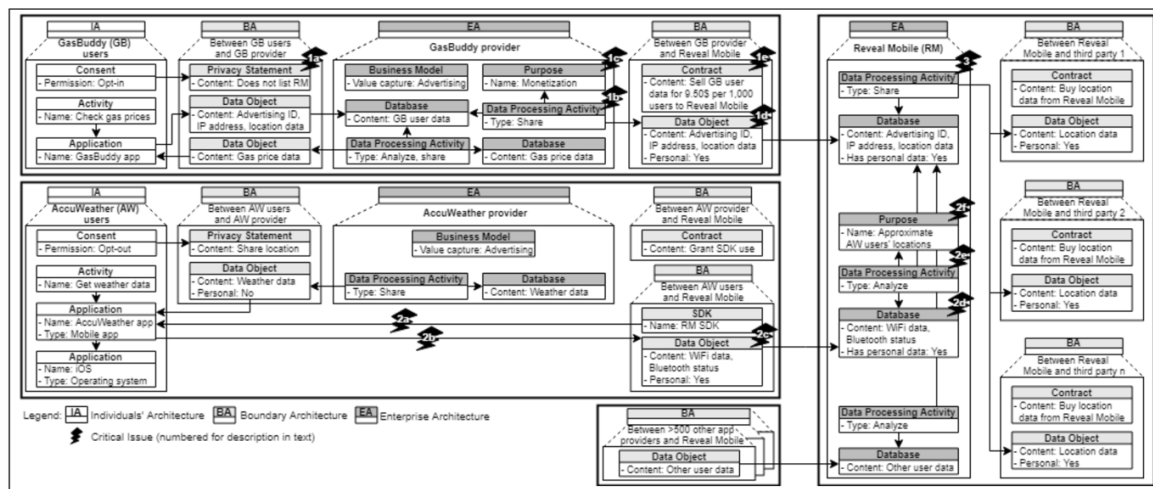 IA
GasBuddy (GB)
users
Consent
- Permission: Opt-in
Activity
- Name: Check gas prices
Application
- Name: GasBuddy app
BA
Between GB users
and GB provider
Privacy Statement
- Content: Does not list RM
1a
Data Object
- Content: Advertising ID,
IP address, location data
Data Object
- Content: Gas price data
EA
GasBuddy provider
Business Model
- Value capture: Advertising
Purpose
- Name: Monetization
1c
Database
- Content: GB user data
Data Processing Activity
- Type: Share
1b
Data Processing Activity
- Type: Analyze, share
Database
- Content: Gas price data
BA
Between GB provider
and Reveal Mobile
Contract
- Content: Sell GB user
data for 9.50$ per 1,000
users to Reveal Mobile
1e
Data Object
- Content: Advertising ID,
IP address, location data
- Personal: Yes
1d
IA
AccuWeather (AW)
users
Consent
- Permission: Opt-out
Activity
- Name: Get weather data
Application
- Name: AccuWeather app
- Type: Mobile app
Application
- Name: iOS
- Type: Operating system
BA
Between AW users
and AW provider
Privacy Statement
- Content: Share location
Data Object
- Content: Weather data
- Personal: No
EA
AccuWeather provider
Business Model
- Value capture: Advertising
Data Processing Activity
- Type: Share
Database
- Content: Weather data
BA
Between AW provider
and Reveal Mobile
Contract
- Content: Grant SDK use
BA
Between AW users
and Reveal Mobile
SDK
- Name: RM SDK
2a
2b
Data Object
- Content: WiFi data,
Bluetooth status
- Personal: Yes
2c
BA
Between >500 other app
providers and Reveal Mobile
Data Object
- Content: Other user data
EA
Reveal Mobile (RM)
Data Processing Activity
- Type: Share
3
Database
- Content: Advertising ID,
IP address, location data
- Has personal data: Yes
Purpose
- Name: Approximate
AW users' locations
2f
Data Processing Activity
- Type: Analyze
2e
Database
- Content: WiFi data,
Bluetooth status
- Has personal data: Yes
2d
Data Processing Activity
- Type: Analyze
Database
- Content: Other user data
BA
Between Reveal
Mobile and third party 1
Contract
- Content: Buy location
data from Reveal Mobile
Data Object
- Content: Location data
- Personal: Yes
BA
Between Reveal
Mobile and third party 2
Contract
- Content: Buy location
data from Reveal Mobile
Data Object
- Content: Location data
- Personal: Yes
BA
Between Reveal
Mobile and third party n
Contract
- Content: Buy location
data from Reveal Mobile
Data Object
- Content: Location data
- Personal: Yes
Legend: IA Individuals' Architecture BA Boundary Architecture EA Enterprise Architecture
Critical Issue (numbered for description in text)